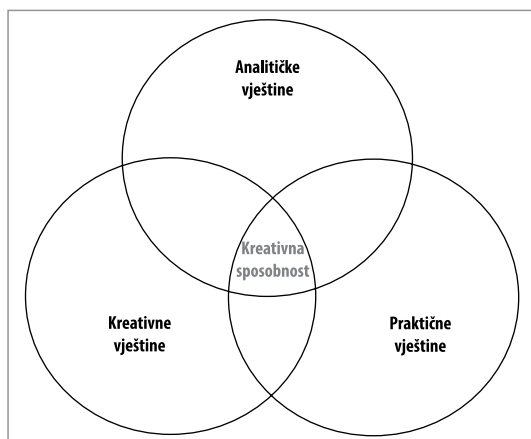 Analitičke
vještine
Kreativna
sposobnost
Kreativne
vještine
Praktične
vještine